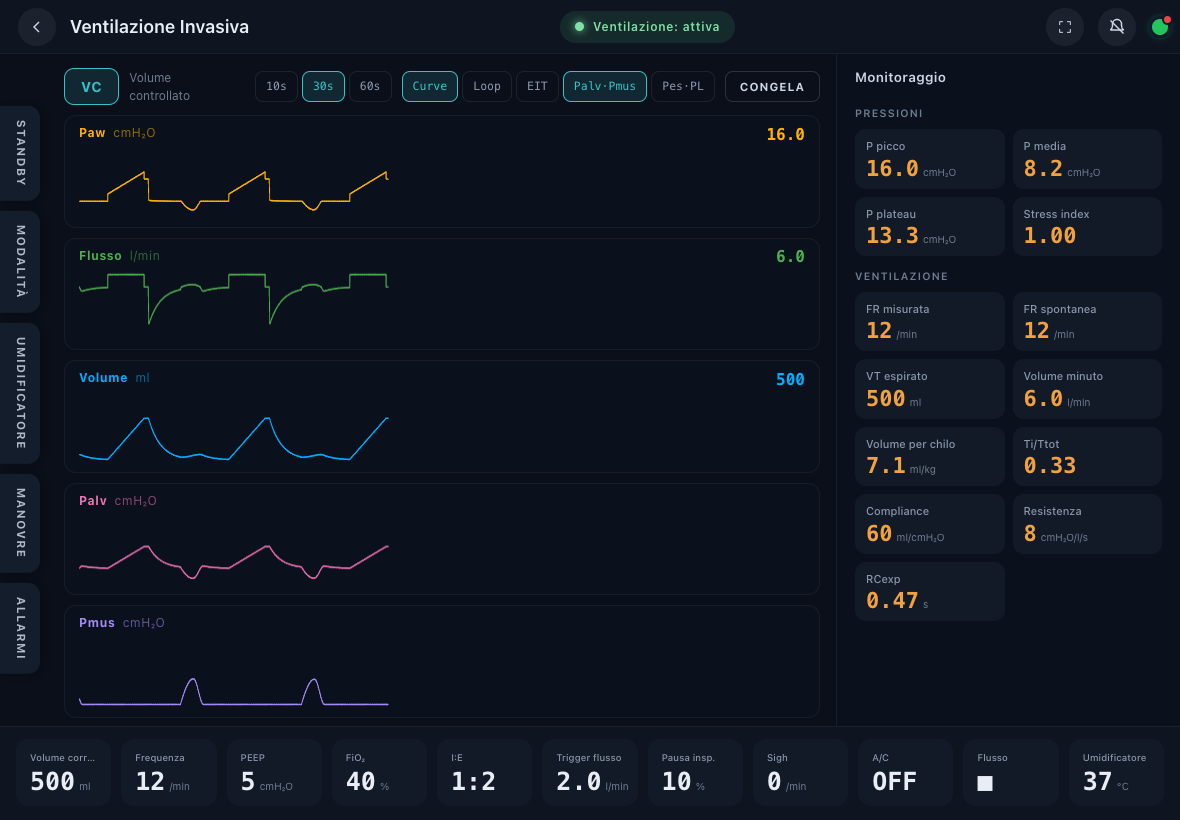 Ventilazione Invasiva
Ventilazione: attiva
VC
Volume
controllato
10s
30s
60s
Curve
Loop
EIT
Palv·Pmus
Pes·PL
CONGELA
STANDBY
MODALITÀ
UMIDIFICATORE
MANOVRE
ALLARMI
Paw cmH₂O
16.0
Flusso l/min
6.0
Volume ml
500
Palv cmH₂O
Pmus cmH₂O
Monitoraggio
PRESSIONI
P picco
16.0 cmH₂O
P media
8.2 cmH₂O
P plateau
13.3 cmH₂O
Stress index
1.00
VENTILAZIONE
FR misurata
12 /min
FR spontanea
12 /min
VT espirato
500 ml
Volume minuto
6.0 l/min
Volume per chilo
7.1 ml/kg
Ti/Ttot
0.33
Compliance
60 ml/cmH₂O
Resistenza
8 cmH₂O/l/s
RCexp
0.47 s
Volume corr…
500 ml
Frequenza
12 /min
PEEP
5 cmH₂O
FiO₂
40 %
I:E
1:2
Trigger flusso
2.0 l/min
Pausa insp.
10 %
Sigh
0 /min
A/C
OFF
Flusso
■
Umidificatore
37 °C